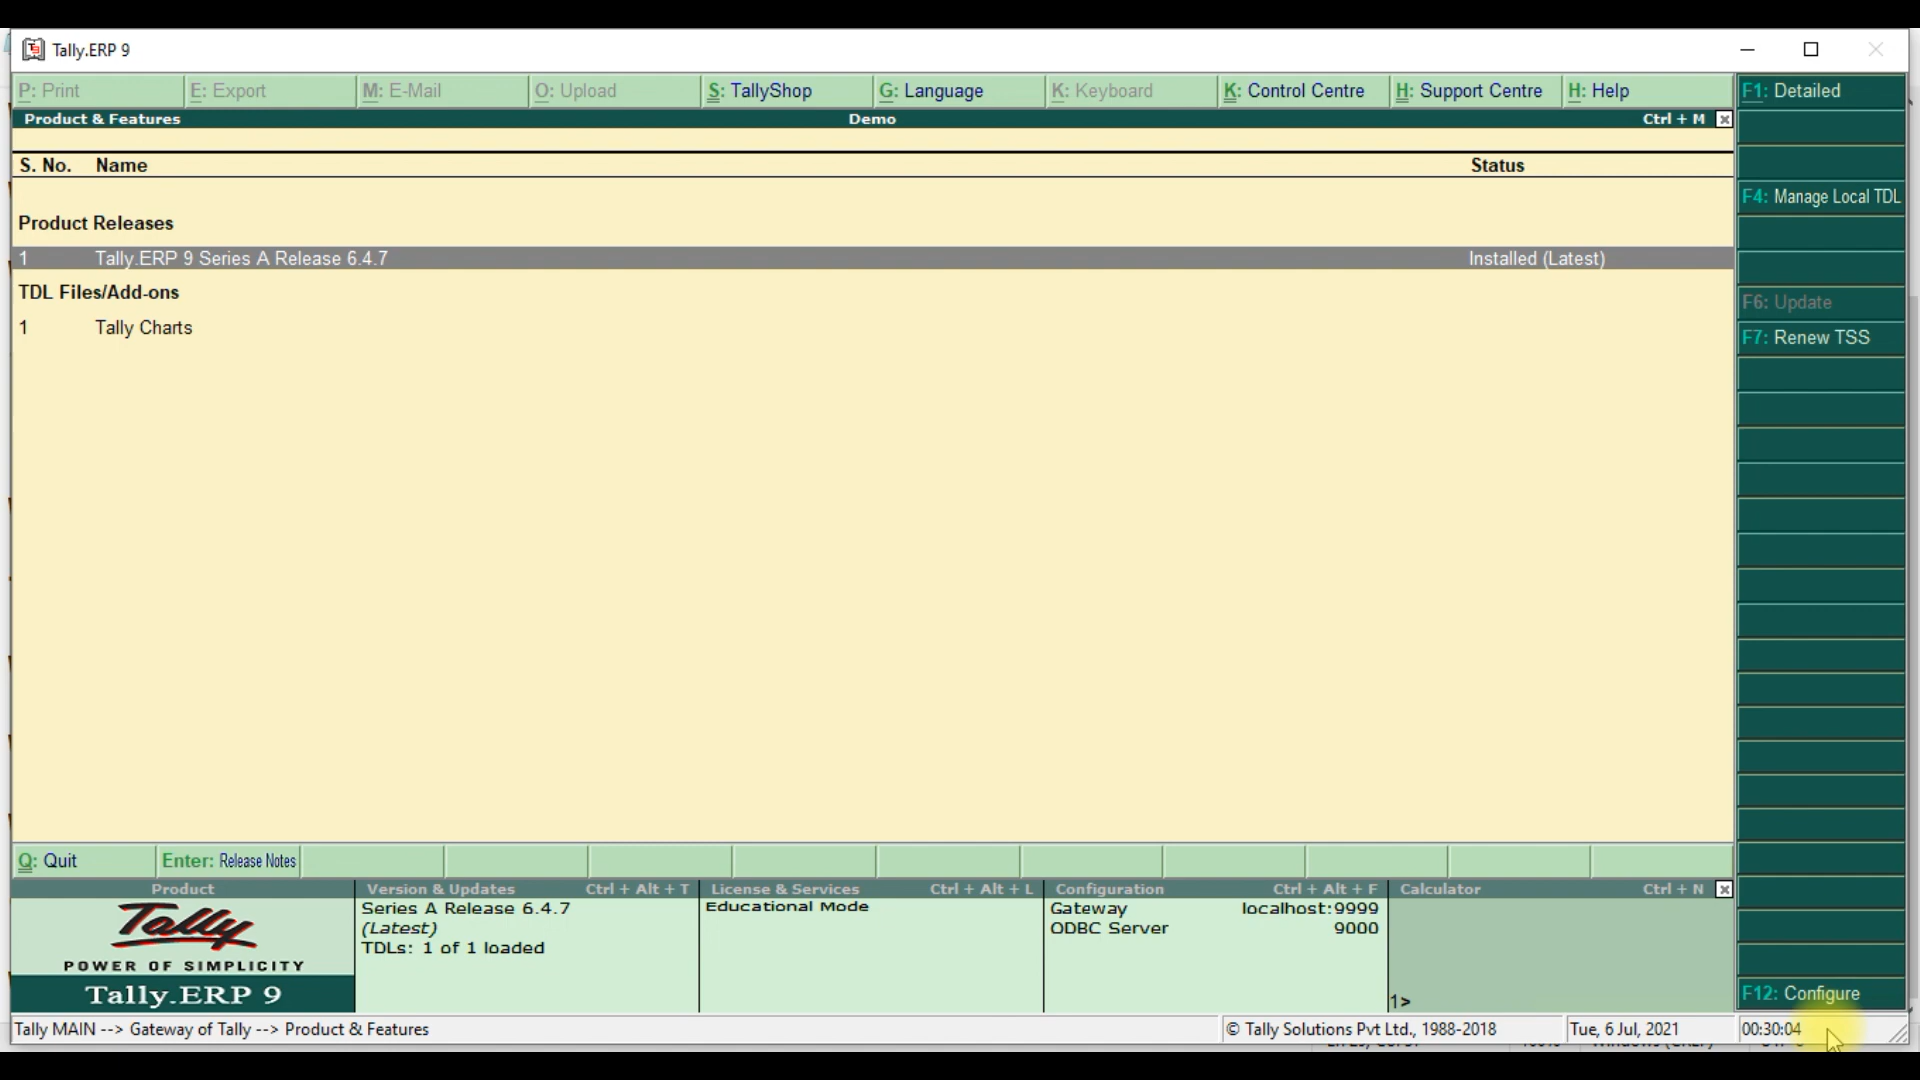 Tally.ERP 9
P: Print E: Export M: E-Mail O: Upload S: TallyShop G: Language K: Keyboard K: Control Centre H: Support Centre H: Help F1: Detailed
Product & Features Demo Ctrl + M
S. No. Name Status
F4: Manage Local TDL
Product Releases
1 Tally.ERP 9 Series A Release 6.4.7 Installed (Latest)
TDL Files/Add-ons
F6: Update
1 Tally Charts
F7: Renew TSS
Q: Quit Enter: Release Notes
Product Version & Updates Ctrl + Alt + T License & Services Ctrl + Alt + L Configuration Ctrl + Alt + F Calculator Ctrl + N
Tally
POWER OF SIMPLICITY
Tally.ERP 9
Series A Release 6.4.7
(Latest)
TDLs: 1 of 1 loaded
Educational Mode
Gateway localhost:9999
ODBC Server 9000
1>
F12: Configure
Tally MAIN --> Gateway of Tally --> Product & Features © Tally Solutions Pvt Ltd., 1988-2018 Tue, 6 Jul, 2021 00:30:04